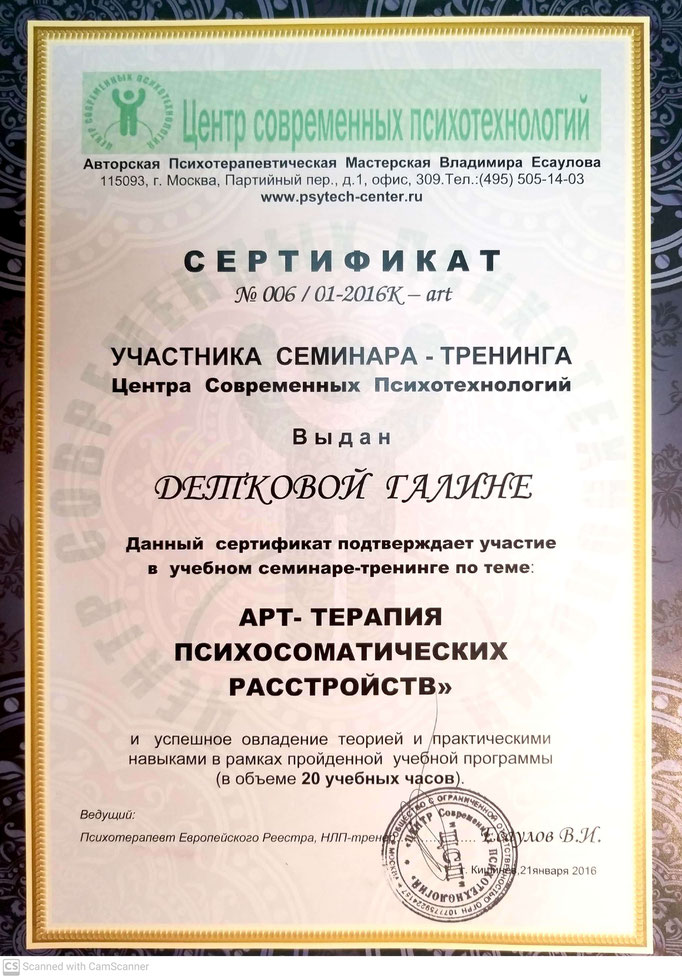 ЦЕНТР СОВРЕМЕННЫХ ПСИХОТЕХНОЛОГИЙ
Центр современных психотехнологий
Авторская Психотерапевтическая Мастерская Владимира Есаулова
115093, г. Москва, Партийный пер., д.1, офис, 309.Тел.:(495) 505-14-03
www.psytech-center.ru
СЕРТИФИКАТ
№ 006 / 01-2016К – art
УЧАСТНИКА СЕМИНАРА - ТРЕНИНГА
Центра Современных Психотехнологий
Выдан
ДЕТКОВОЙ ГАЛИНЕ
Данный сертификат подтверждает участие
в учебном семинаре-тренинге по теме:
АРТ- ТЕРАПИЯ
ПСИХОСОМАТИЧЕСКИХ
РАССТРОЙСТВ»
и успешное овладение теорией и практическими
навыками в рамках пройденной учебной программы
(в объеме 20 учебных часов).
Ведущий:
Психотерапевт Европейского Реестра, НЛП-тренер Есаулов В.И.
г. Кишинев,21января 2016
CS Scanned with CamScanner